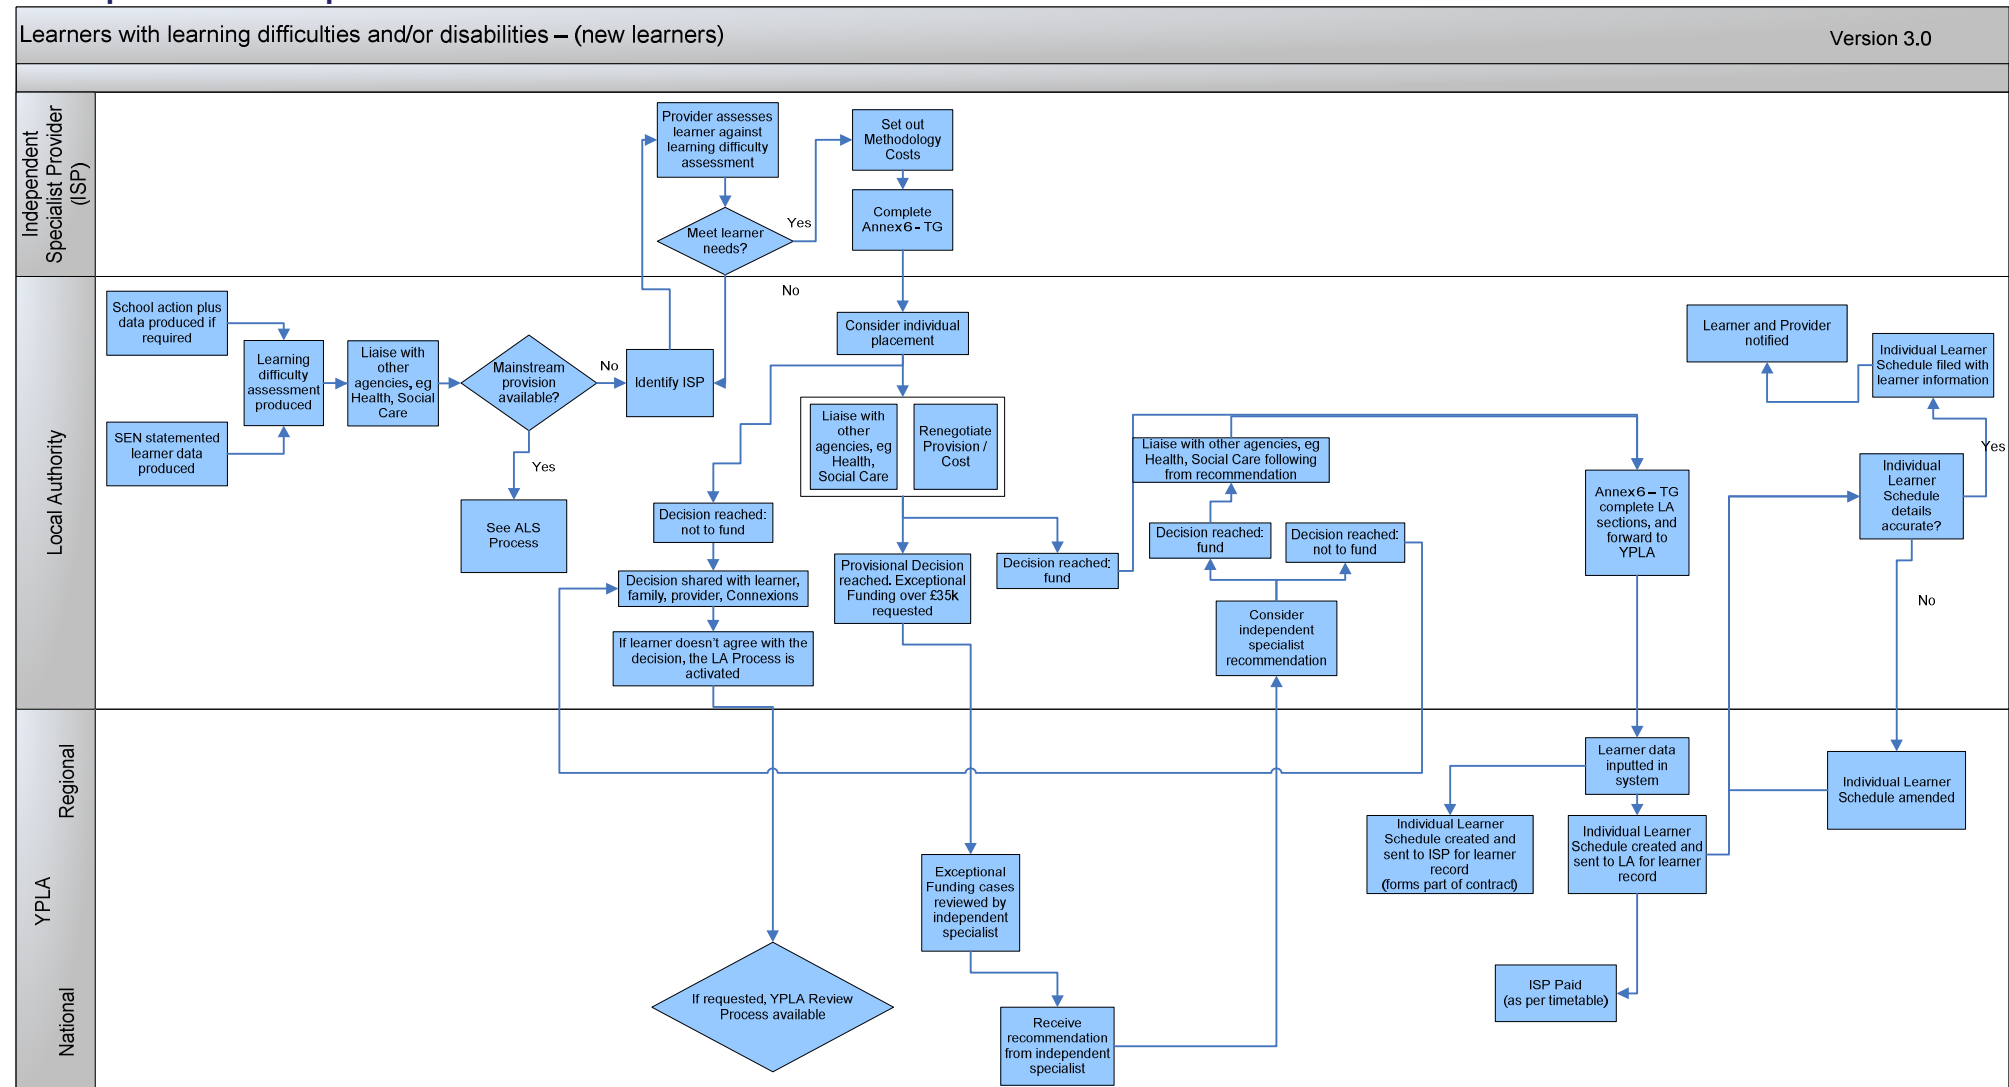 Learners with learning difficulties and/or disabilities – (new learners)
Version 3.0
Independent
Specialist Provider
(ISP)
Provider assesses
learner against
learning difficulty
assessment
Meet learner
needs?
Yes
Set out
Methodology
Costs
Complete
Annex 6 - TG
No
Local Authority
School action plus
data produced if
required
SEN statemented
learner data
produced
Learning
difficulty
assessment
produced
Liaise with
other
agencies, eg
Health, Social
Care
Mainstream
provision
available?
No
Yes
See ALS
Process
Identify ISP
Consider individual
placement
Liaise with
other
agencies, eg
Health,
Social Care
Renegotiate
Provision /
Cost
Decision reached:
not to fund
Decision shared with learner,
family, provider, Connexions
If learner doesn't agree with the
decision, the LA Process is
activated
Provisional Decision
reached. Exceptional
Funding over £35k
requested
Decision reached:
fund
Liaise with other agencies, eg
Health, Social Care following
from recommendation
Decision reached:
fund
Decision reached:
not to fund
Consider
independent
specialist
recommendation
Annex 6 – TG
complete LA
sections, and
forward to
YPLA
Learner and Provider
notified
Individual Learner
Schedule filed with
learner information
Yes
Individual
Learner
Schedule
details
accurate?
No
YPLA
Regional
National
Learner data
inputted in
system
Individual Learner
Schedule created and
sent to ISP for learner
record
(forms part of contract)
Individual Learner
Schedule created and
sent to LA for learner
record
Individual Learner
Schedule amended
Exceptional
Funding cases
reviewed by
independent
specialist
If requested, YPLA Review
Process available
Receive
recommendation
from independent
specialist
ISP Paid
(as per timetable)